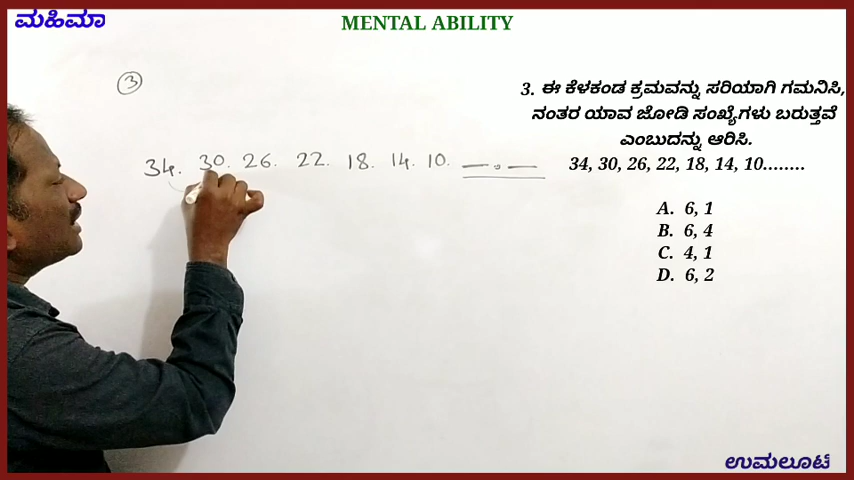 ಮಹಿಮಾ
MENTAL ABILITY
3
34. 30. 26. 22. 18. 14. 10. __ , __
3. ಈ ಕೆಳಕಂಡ ಕ್ರಮವನ್ನು ಸರಿಯಾಗಿ ಗಮನಿಸಿ,
ನಂತರ ಯಾವ ಜೋಡಿ ಸಂಖ್ಯೆಗಳು ಬರುತ್ತವೆ
ಎಂಬುದನ್ನು ಆರಿಸಿ.
34, 30, 26, 22, 18, 14, 10........
A. 6, 1
B. 6, 4
C. 4, 1
D. 6, 2
ಉಮಲೂಟಿ